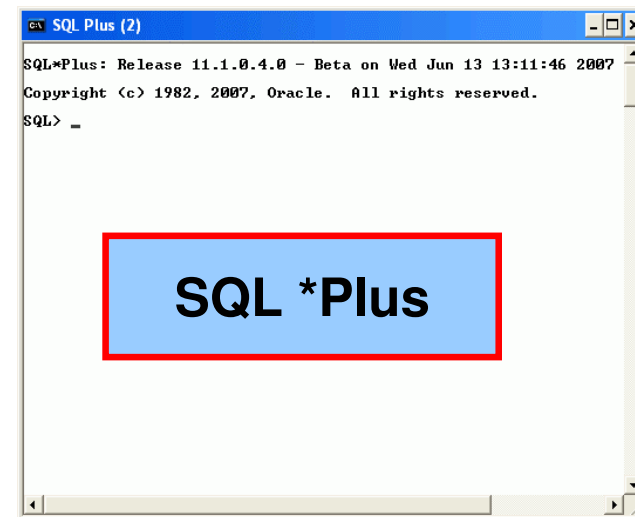 SQL Plus (2)
SQL*Plus: Release 11.1.0.4.0 - Beta on Wed Jun 13 13:11:46 2007
Copyright (c) 1982, 2007, Oracle.  All rights reserved.
SQL> _
SQL *Plus